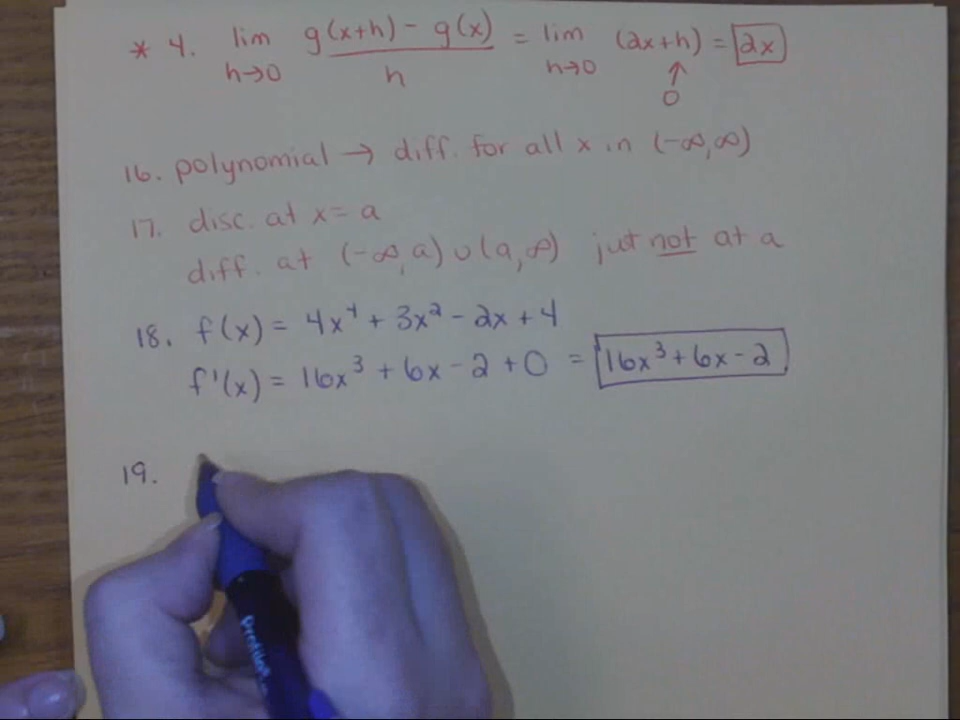 * 4. lim g(x+h) - g(x) = lim (2x+h) = 2x
h→0 h h→0 ↑
0
16. polynomial → diff. for all x in (-∞,∞)
17. disc. at x = a
diff. at (-∞,a) ∪ (a,∞) just not at a
18. f(x) = 4x⁴ + 3x² - 2x + 4
f'(x) = 16x³ + 6x - 2 + 0 = 16x³ + 6x - 2
19.
Profile